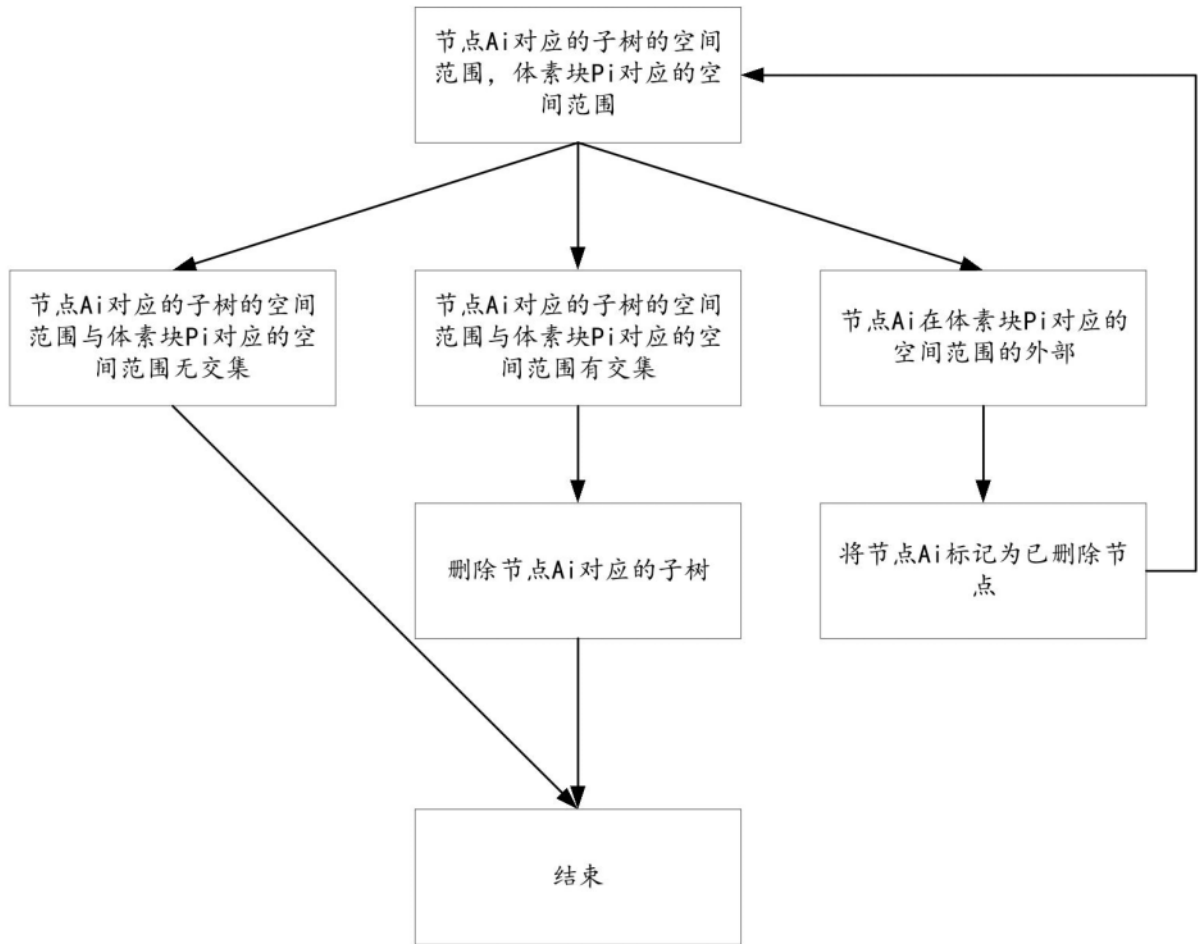 节点Ai对应的子树的空间
范围，体素块Pi对应的空
间范围
节点Ai对应的子树的空间
范围与体素块Pi对应的空
间范围无交集
节点Ai对应的子树的空间
范围与体素块Pi对应的空
间范围有交集
节点Ai在体素块Pi对应的
空间范围的外部
删除节点Ai对应的子树
将节点Ai标记为已删除节
点
结束